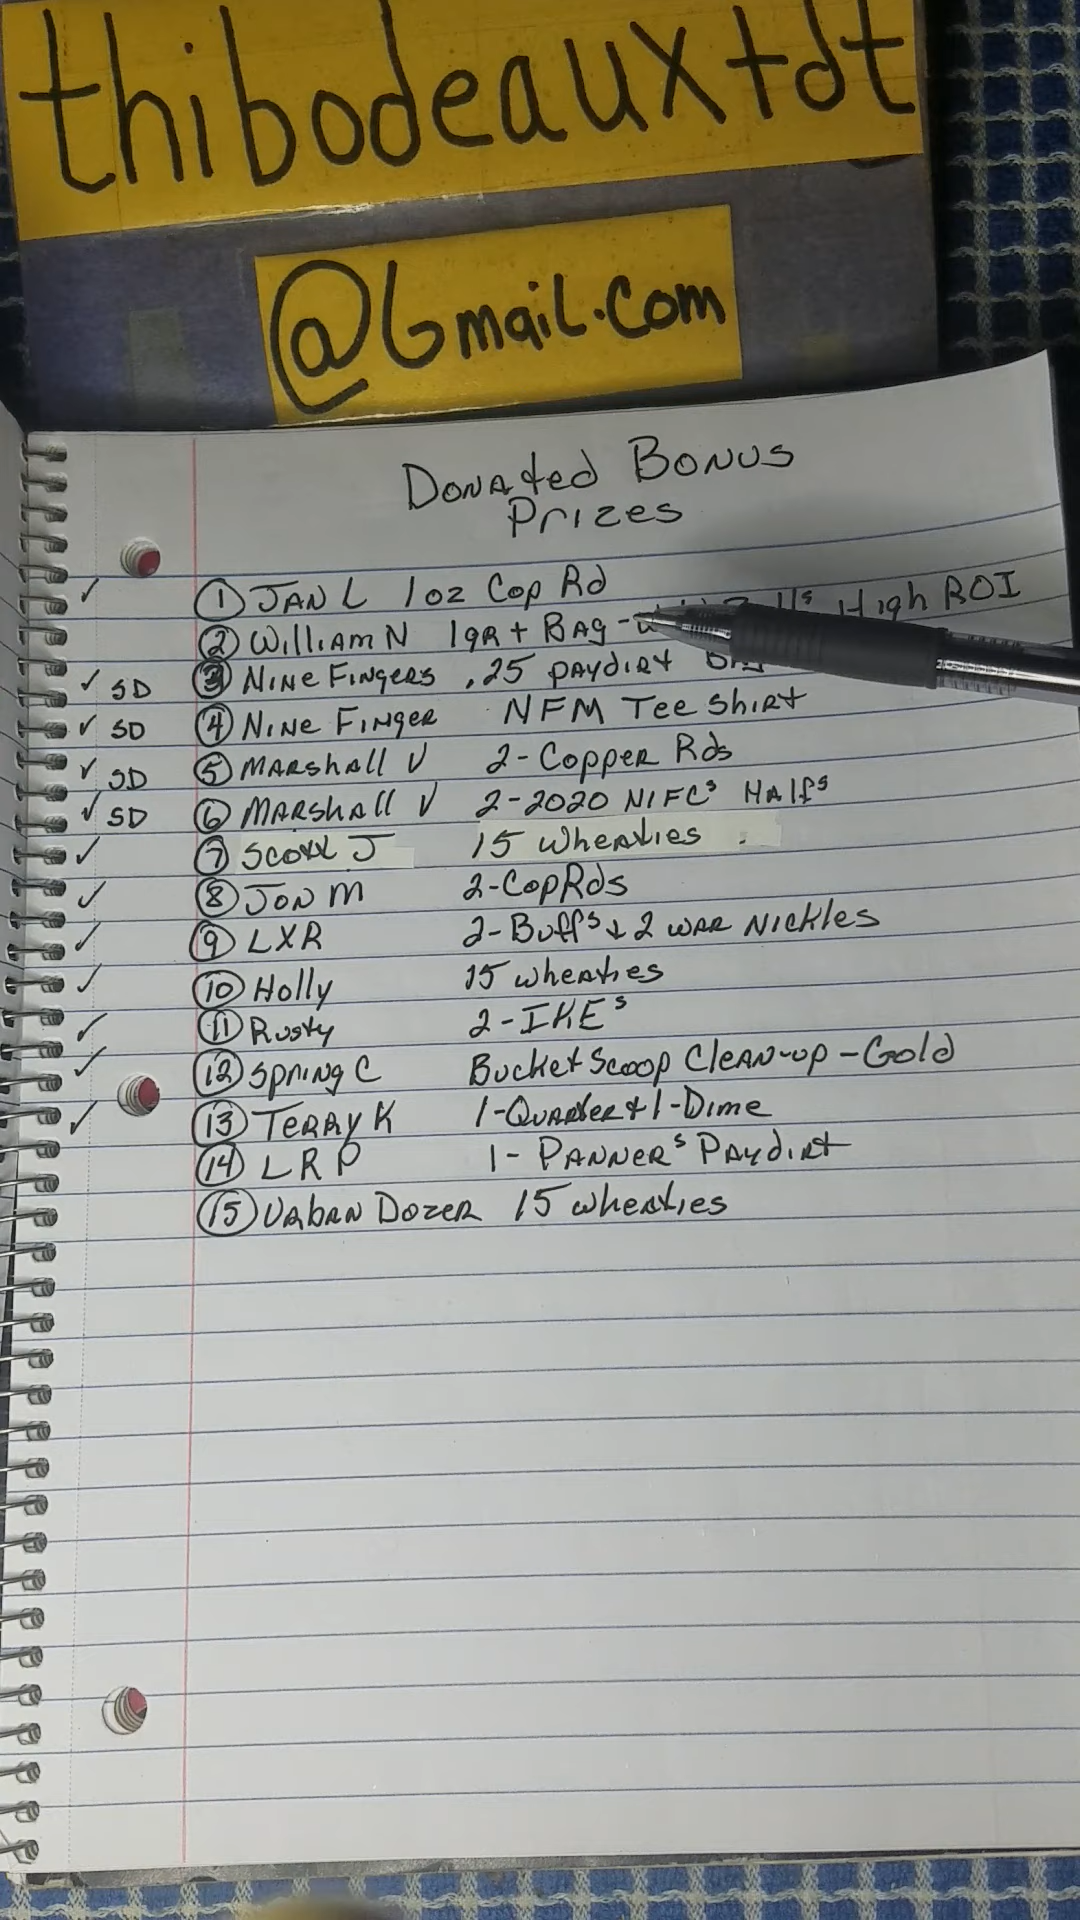 thibodeauxtdt
@Gmail.com
Donated Bonus
Prizes
✓ 1 Jan L 1oz Cop Rd
2 William N 1gr + Bag - High ROI
✓ SD 3 Nine Fingers .25 paydirt
✓ SD 4 Nine Finger NFM Tee Shirt
✓ SD 5 Marshall V 2-Copper Rds
✓ SD 6 Marshall V 2-2020 NIFC's Half's
✓ 7 Scott J 15 Wheaties
✓ 8 Jon M 2-Cop Rds
✓ 9 LXR 2-Buff's + 2 war Nickles
✓ 10 Holly 15 wheaties
✓ 11 Rusty 2-IKE's
✓ 12 Spring C Bucket Scoop Clean-up - Gold
✓ 13 Terry K 1-Quarter + 1-Dime
14 LRP 1- Panner's Paydirt
15 Urban Dozer 15 wheaties